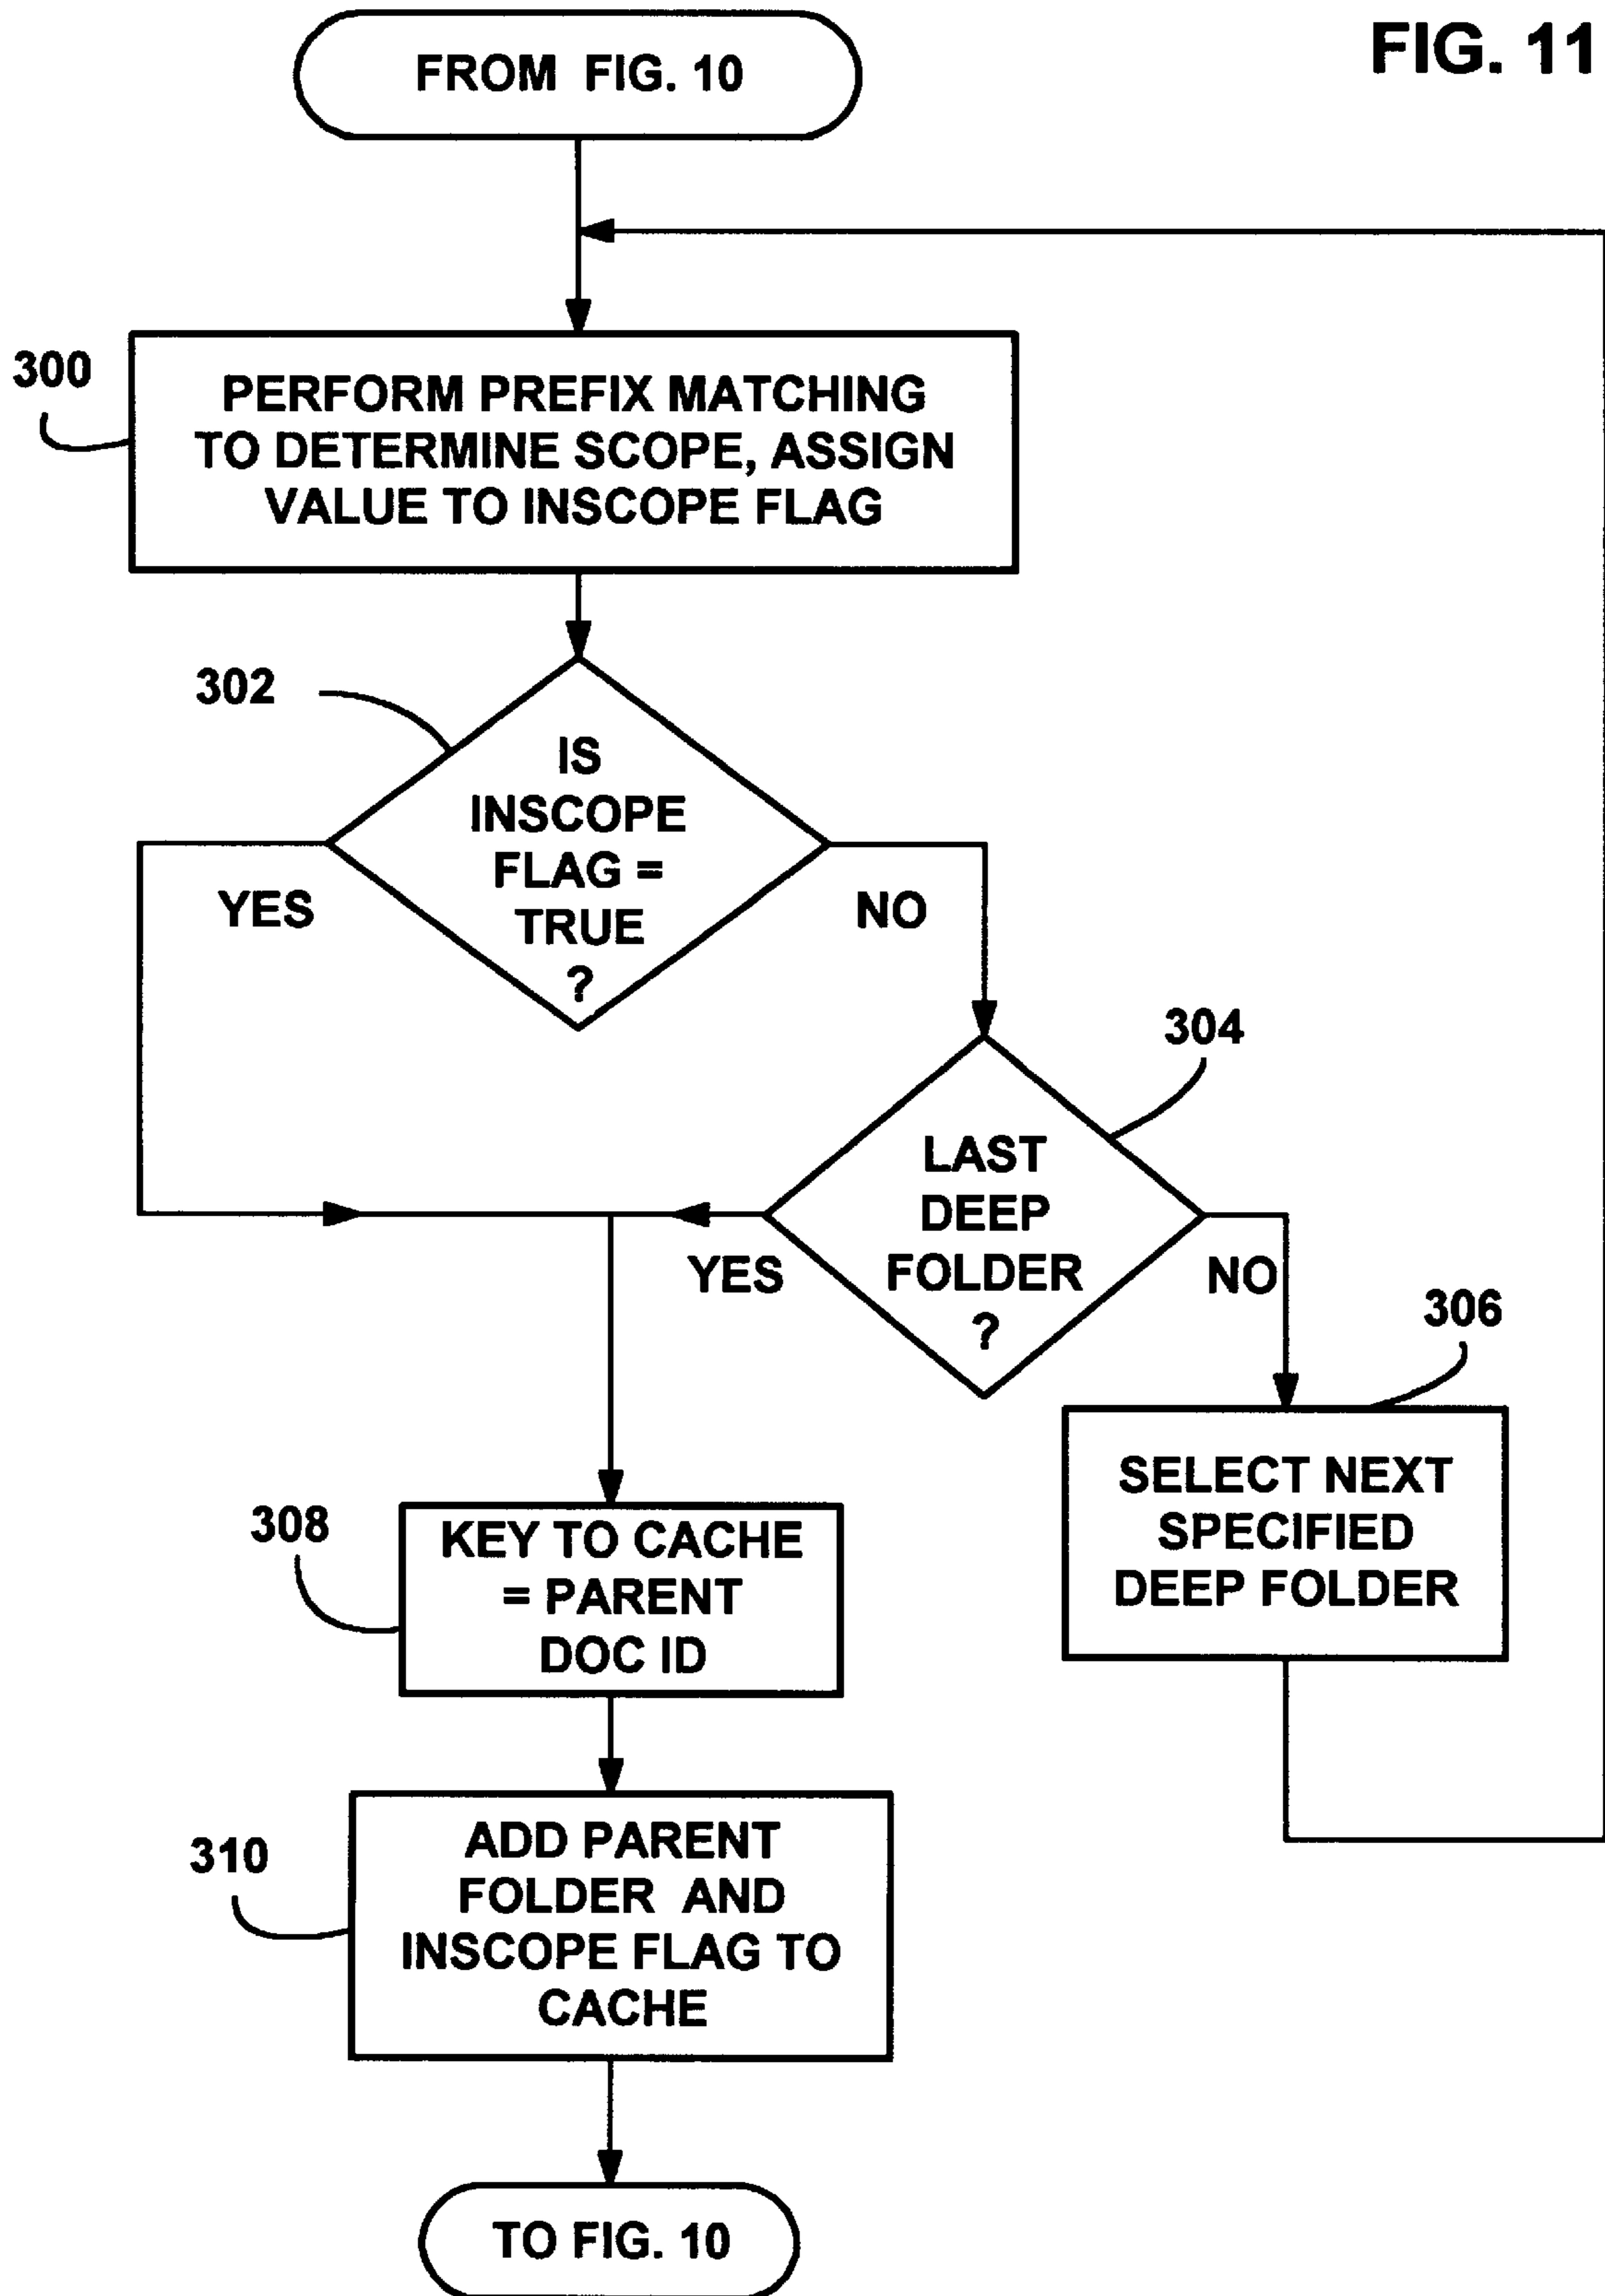 FROM FIG. 10
FIG. 11
300
PERFORM PREFIX MATCHING
TO DETERMINE SCOPE, ASSIGN
VALUE TO INSCOPE FLAG
302
IS
INSCOPE
FLAG =
TRUE
?
YES
NO
304
LAST
DEEP
FOLDER
?
YES
NO
306
SELECT NEXT
SPECIFIED
DEEP FOLDER
308
KEY TO CACHE
= PARENT
DOC ID
310
ADD PARENT
FOLDER AND
INSCOPE FLAG TO
CACHE
TO FIG. 10